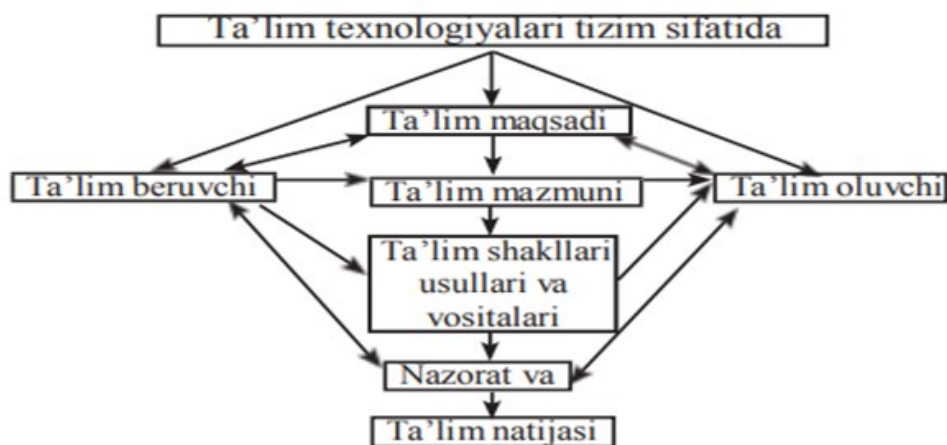 Ta’lim texnologiyalari tizim sifatida
Ta’lim maqsadi
Ta’lim beruvchi
Ta’lim mazmuni
Ta’lim oluvchi
Ta’lim shakllari
usullari va
vositalari
Nazorat va
Ta’lim natijasi